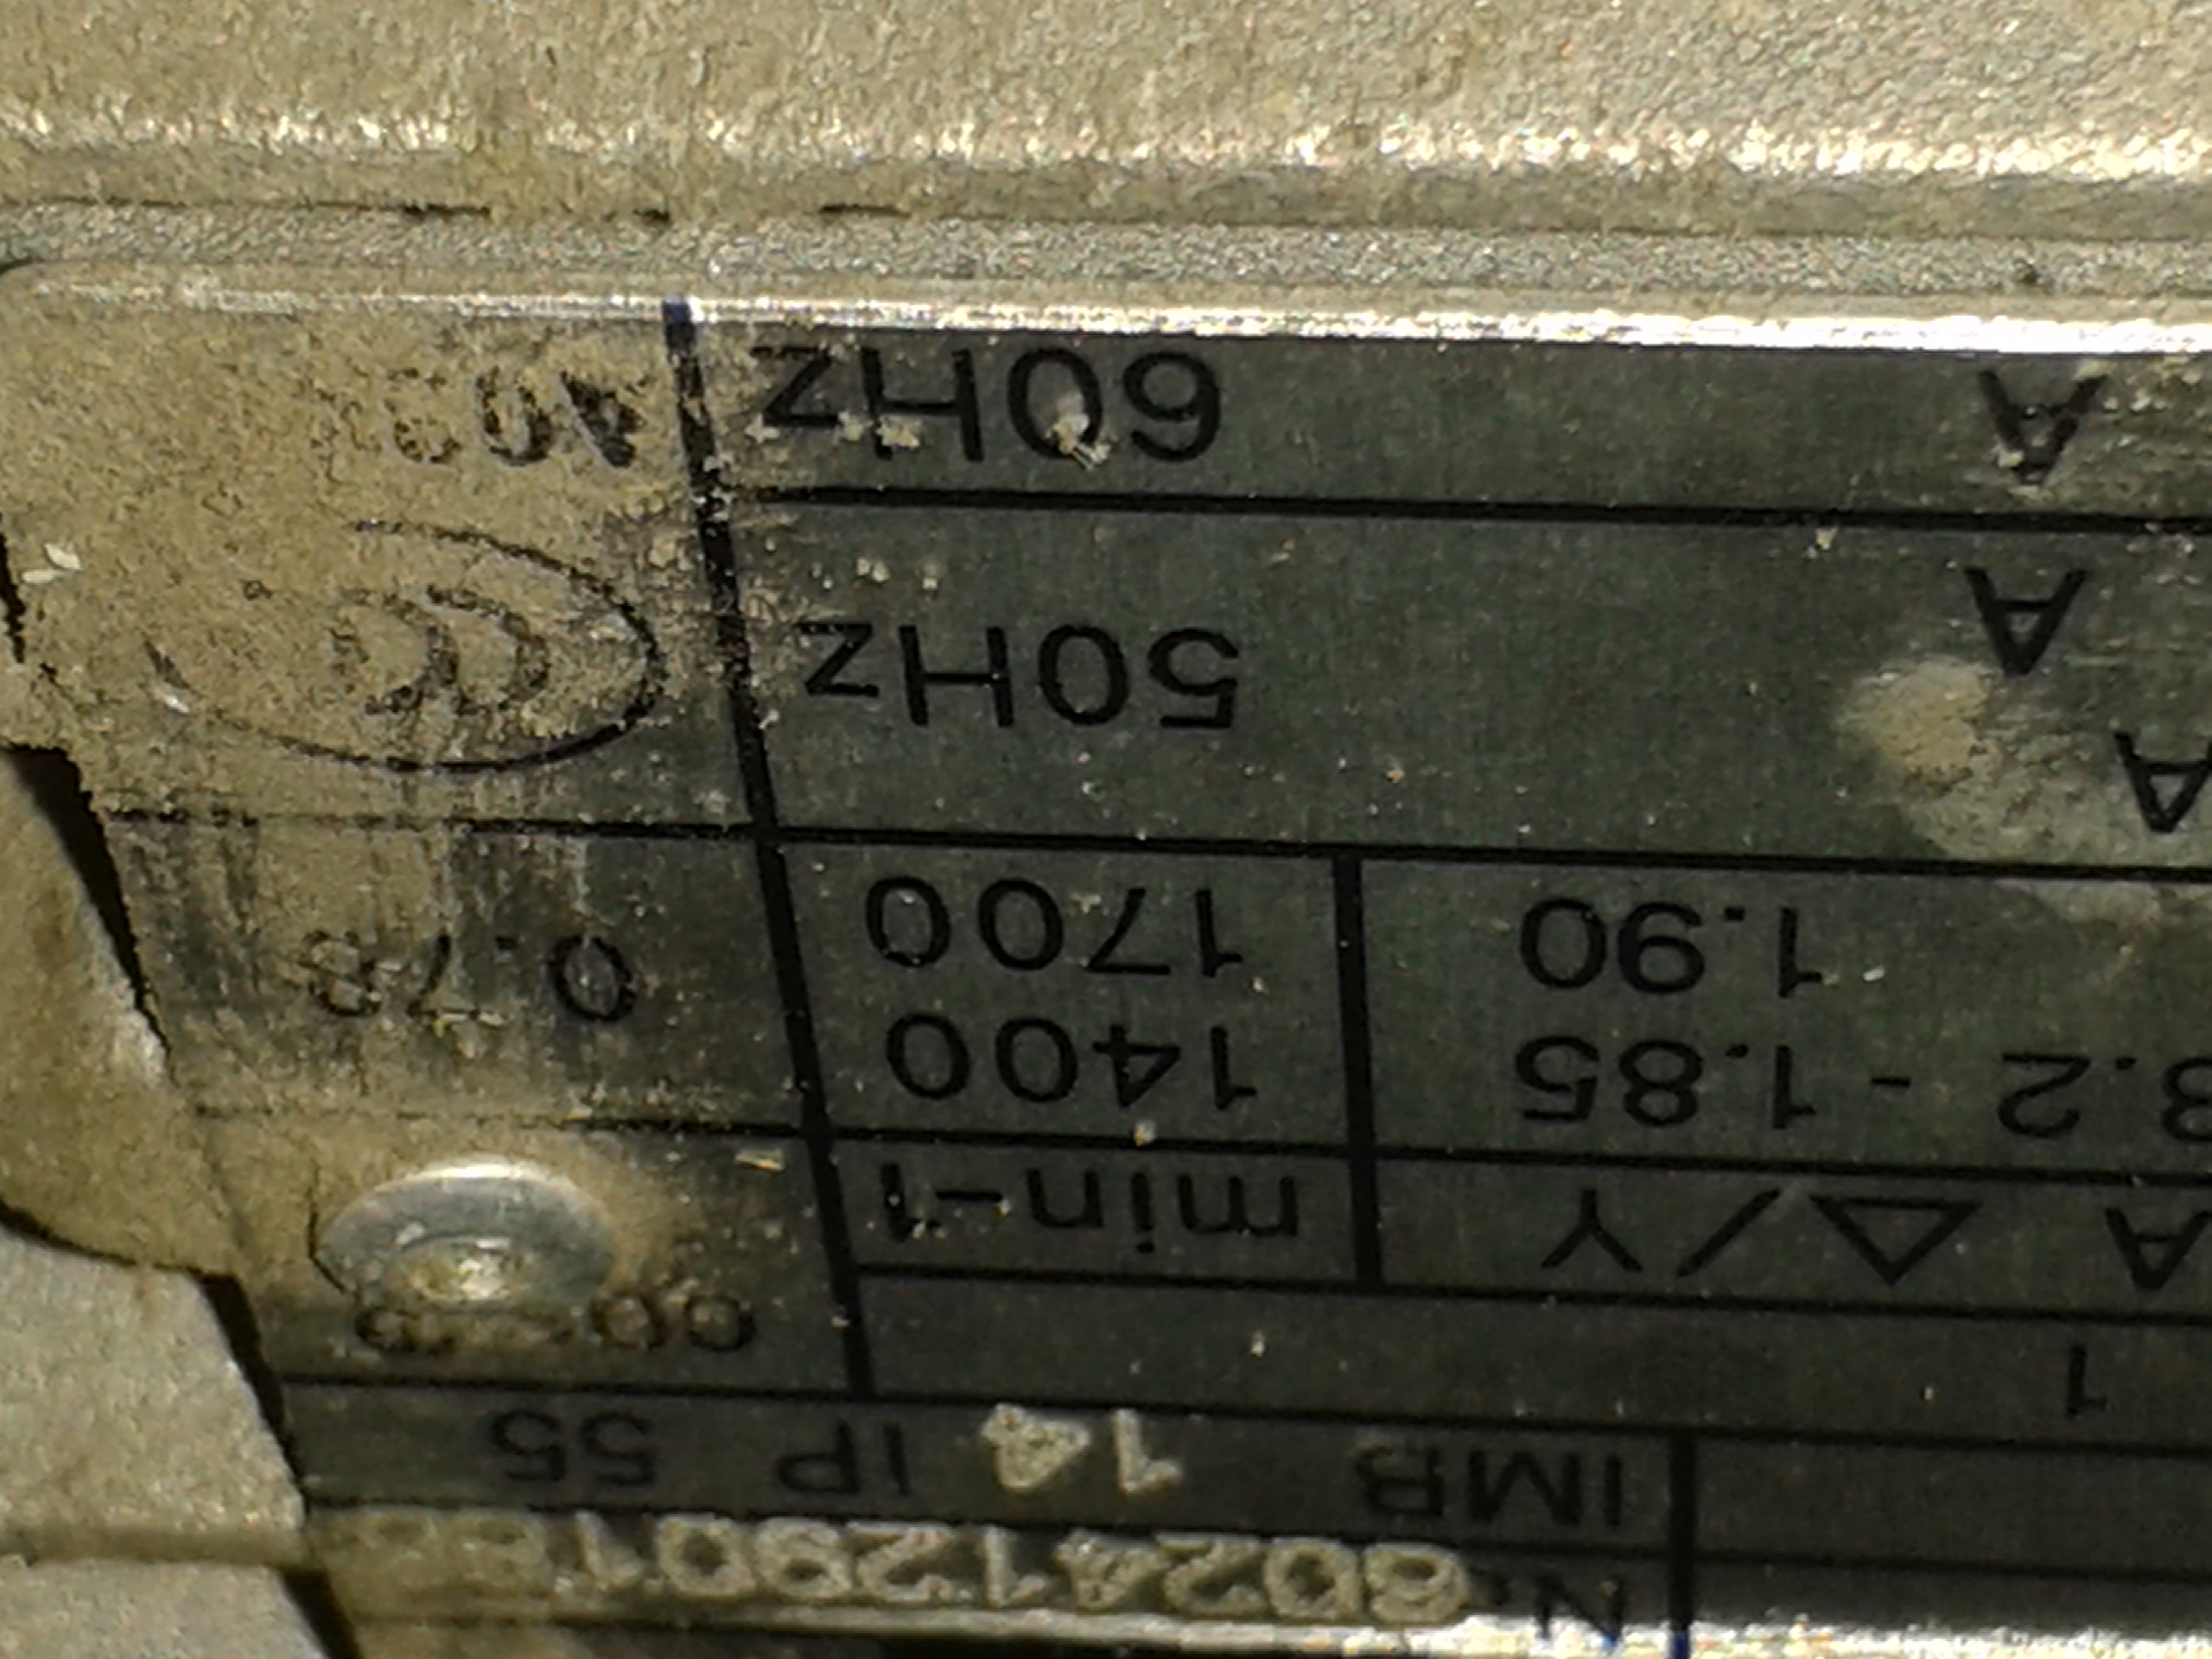 IMB 14 IP 55
1
A Δ/Y min-1
3.2 - 1.85 1400 0.78
1.90 1700
A
A 50Hz
A 60Hz